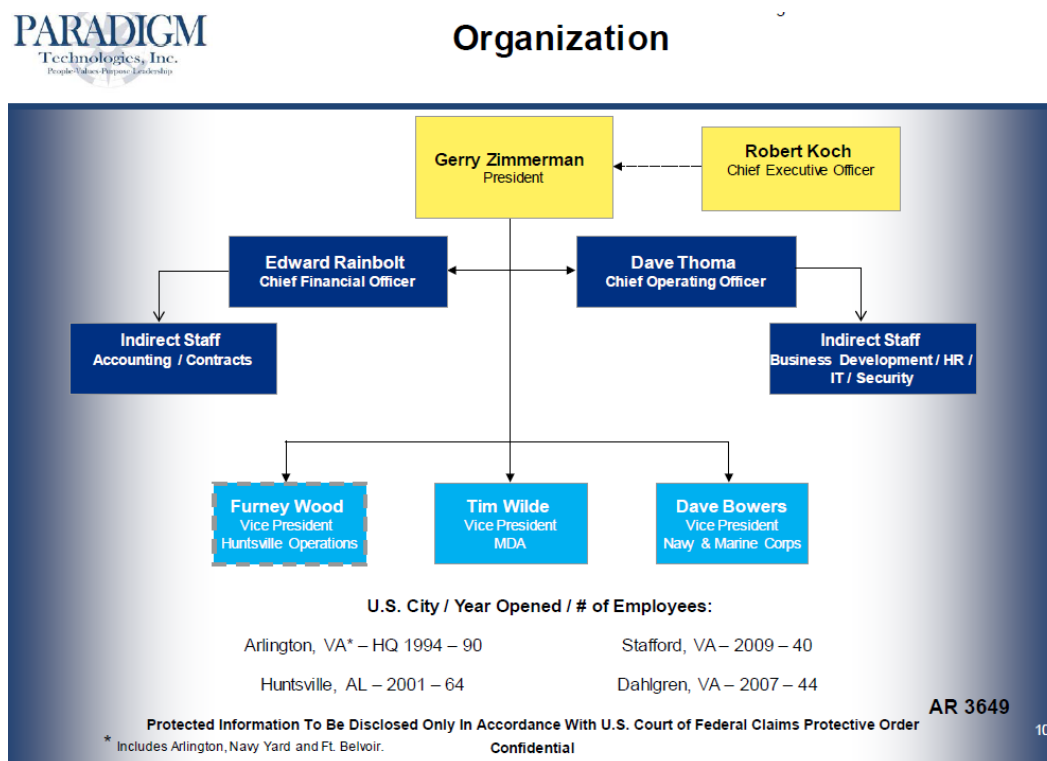 PARADIGM
Technologies, Inc.
People-Values-Purpose-Leadership
Organization
Gerry Zimmerman
President
Robert Koch
Chief Executive Officer
Edward Rainbolt
Chief Financial Officer
Dave Thoma
Chief Operating Officer
Indirect Staff
Accounting / Contracts
Indirect Staff
Business Development / HR /
IT / Security
Furney Wood
Vice President
Huntsville Operations
Tim Wilde
Vice President
MDA
Dave Bowers
Vice President
Navy & Marine Corps
U.S. City / Year Opened / # of Employees:
Arlington, VA* – HQ 1994 – 90
Stafford, VA – 2009 – 40
Huntsville, AL – 2001 – 64
Dahlgren, VA – 2007 – 44
AR 3649
Protected Information To Be Disclosed Only In Accordance With U.S. Court of Federal Claims Protective Order
10
* Includes Arlington, Navy Yard and Ft. Belvoir.
Confidential